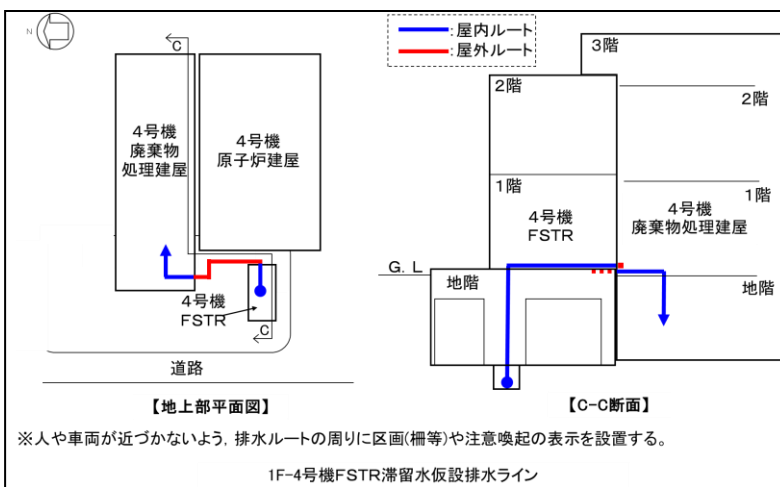 N
C
4号機
廃棄物
処理建屋
4号機
原子炉建屋
4号機
FSTR
C
道路
【地上部平面図】
:屋内ルート
:屋外ルート
3階
2階
2階
1階
1階
4号機
FSTR
4号機
廃棄物処理建屋
G.L
地階
地階
【C-C断面】
※人や車両が近づかないよう,排水ルートの周りに区画(柵等)や注意喚起の表示を設置する。
1F-4号機FSTR滞留水仮設排水ライン